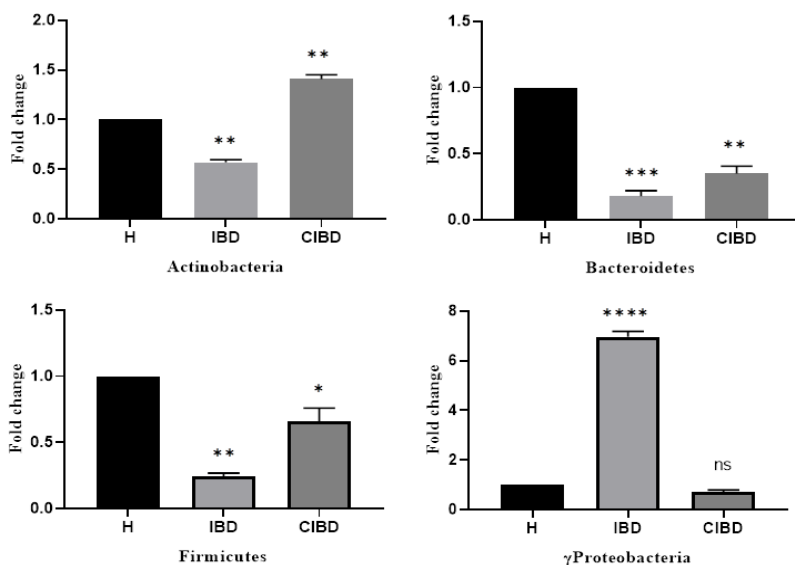 2.0
1.5
1.0
0.5
0.0
Fold change
**
**
H IBD CIBD
Actinobacteria
1.5
1.0
0.5
0.0
Fold change
***
**
H IBD CIBD
Bacteroidetes
1.5
1.0
0.5
0.0
Fold change
**
*
H IBD CIBD
Firmicutes
8
6
4
2
0
Fold change
****
ns
H IBD CIBD
γProteobacteria